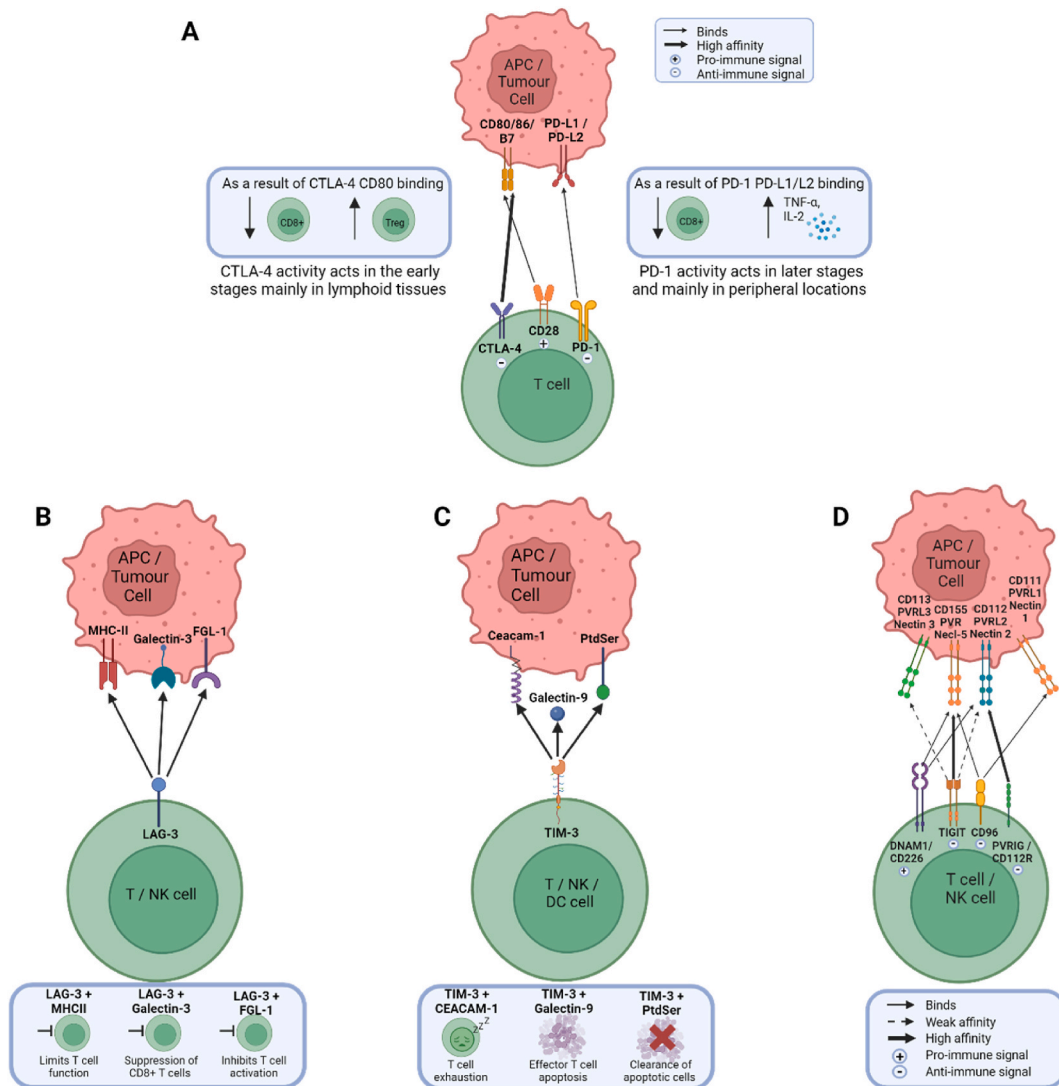 A
APC /
Tumour
Cell
CD80/86/
B7
PD-L1 /
PD-L2
Binds
High affinity
+ Pro-immune signal
- Anti-immune signal
As a result of CTLA-4 CD80 binding
CD8+
Treg
CTLA-4 activity acts in the early
stages mainly in lymphoid tissues
As a result of PD-1 PD-L1/L2 binding
CD8+
TNF-α,
IL-2
PD-1 activity acts in later stages
and mainly in peripheral locations
CTLA-4
-
CD28
+
PD-1
-
T cell
B
APC /
Tumour
Cell
MHC-II
Galectin-3
FGL-1
LAG-3
T / NK cell
LAG-3 +
MHCII
Limits T cell
function
LAG-3 +
Galectin-3
Suppression of
CD8+ T cells
LAG-3 +
FGL-1
Inhibits T cell
activation
C
APC /
Tumour
Cell
Ceacam-1
PtdSer
Galectin-9
TIM-3
T / NK /
DC cell
TIM-3 +
CEACAM-1
zzz
T cell
exhaustion
TIM-3 +
Galectin-9
Effector T cell
apoptosis
TIM-3 +
PtdSer
Clearance of
apoptotic cells
D
APC /
Tumour
Cell
CD113
PVRL3
Nectin 3
CD155
PVR
Necl-5
CD112
PVRL2
Nectin 2
CD111
PVRL1
Nectin
1
DNAM1/
CD226
+
TIGIT
-
CD96
-
PVRIG /
CD112R
-
T cell /
NK cell
Binds
Weak affinity
High affinity
+ Pro-immune signal
- Anti-immune signal